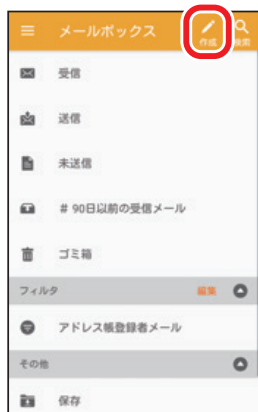 メールボックス
作成
検索
受信
送信
未送信
# 90日以前の受信メール
ゴミ箱
フィルタ 編集
アドレス帳登録者メール
その他
保存